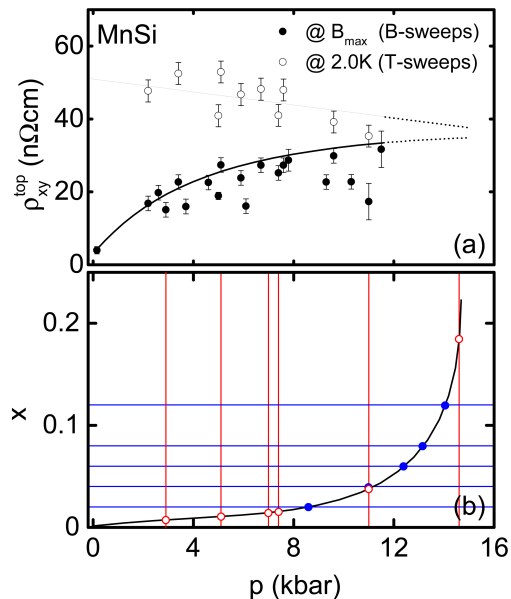 MnSi
@ B_max (B-sweeps)
@ 2.0K (T-sweeps)
60
40
20
0
ρ_xy^top (nΩcm)
(a)
0.2
0.1
0
x
(b)
0 4 8 12 16
p (kbar)